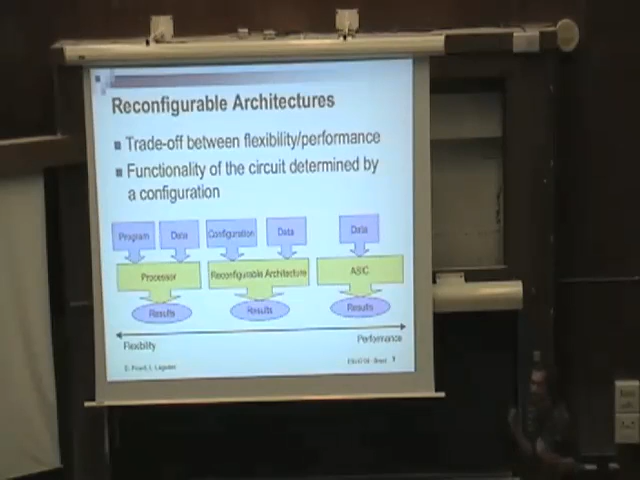 Reconfigurable Architectures
Trade-off between flexibility/performance
Functionality of the circuit determined by
a configuration
Program Data Configuration Data Data
Processor Reconfigurable Architecture ASIC
Results Results Results
Flexibility Performance